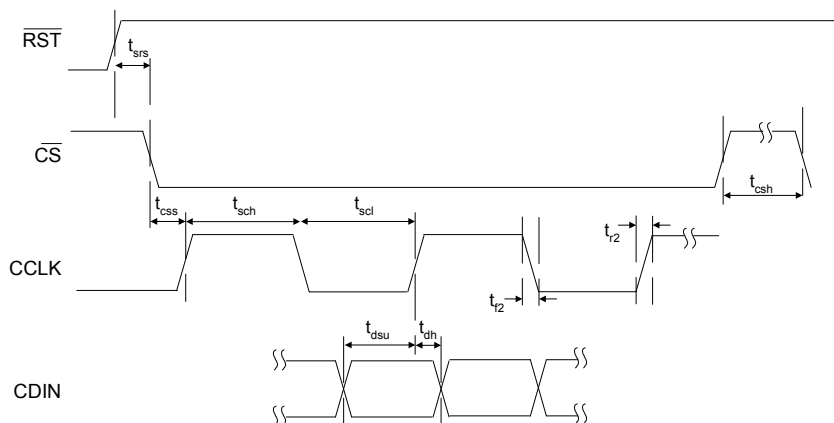 RST
t_srs
CS
t_csh
t_css
t_sch
t_scl
t_r2
CCLK
t_f2
t_dsu
t_dh
CDIN